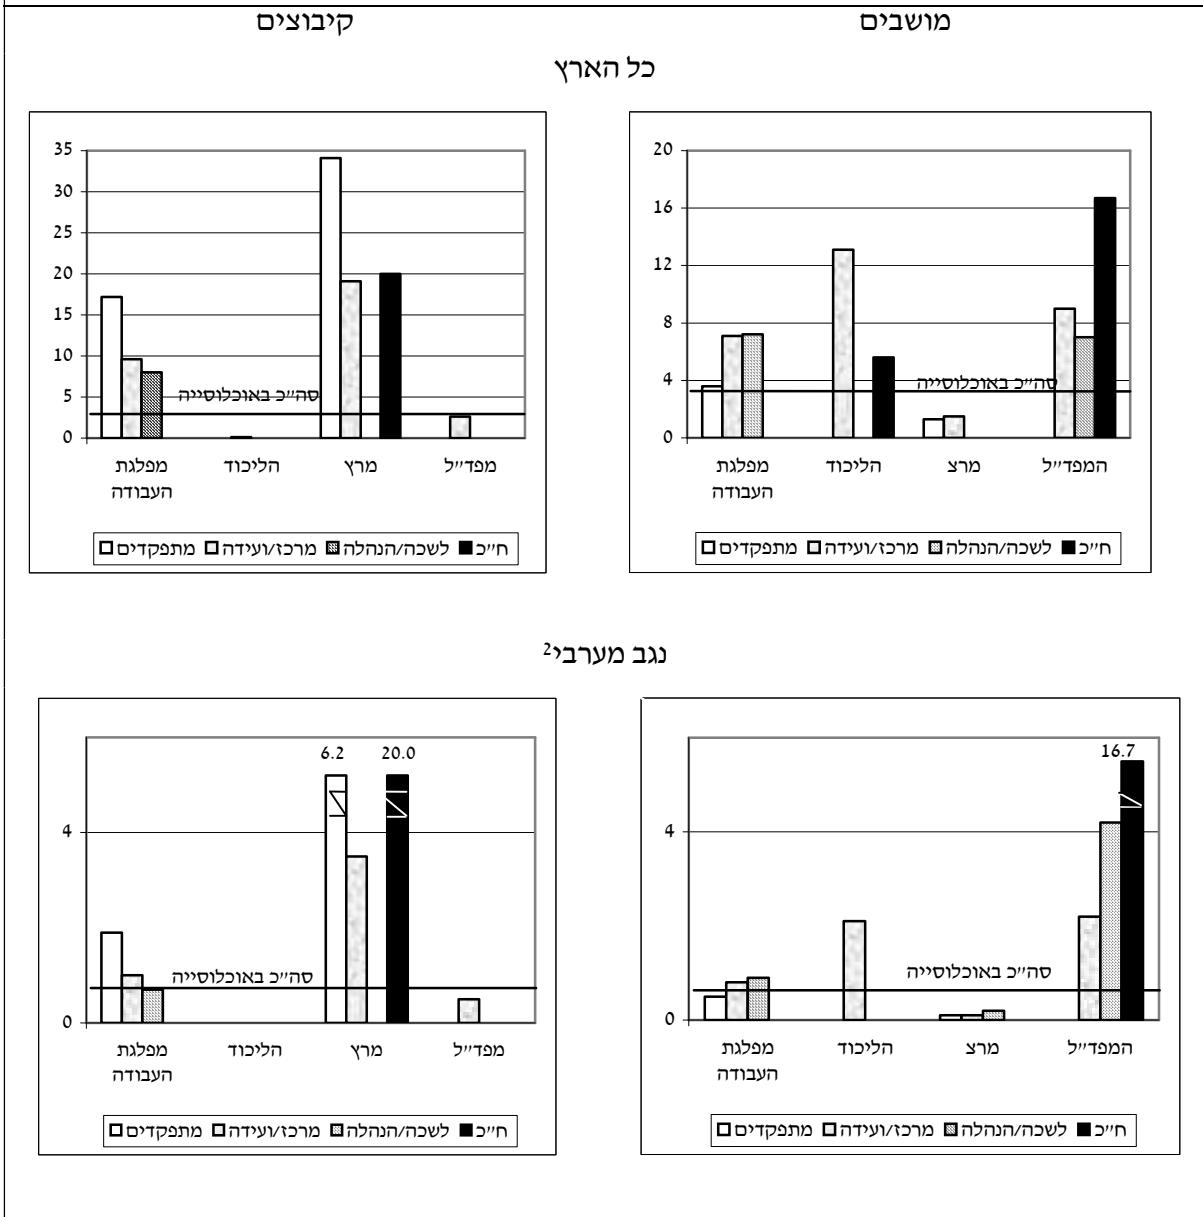 מושבים
קיבוצים
כל הארץ
20
16
12
8
4
0
סה״כ באוכלוסייה
מפלגת העבודה
הליכוד
מרצ
המפד״ל
מתפקדים מרכז/ועידה לשכה/הנהלה ח״כ
35
30
25
20
15
10
5
0
סה״כ באוכלוסייה
מפלגת העבודה
הליכוד
מרץ
מפד״ל
מתפקדים מרכז/ועידה לשכה/הנהלה ח״כ
נגב מערבי2
16.7
4
0
סה״כ באוכלוסייה
מפלגת העבודה
הליכוד
מרצ
המפד״ל
מתפקדים מרכז/ועידה לשכה/הנהלה ח״כ
6.2
20.0
4
0
סה״כ באוכלוסייה
מפלגת העבודה
הליכוד
מרץ
מפד״ל
מתפקדים מרכז/ועידה לשכה/הנהלה ח״כ